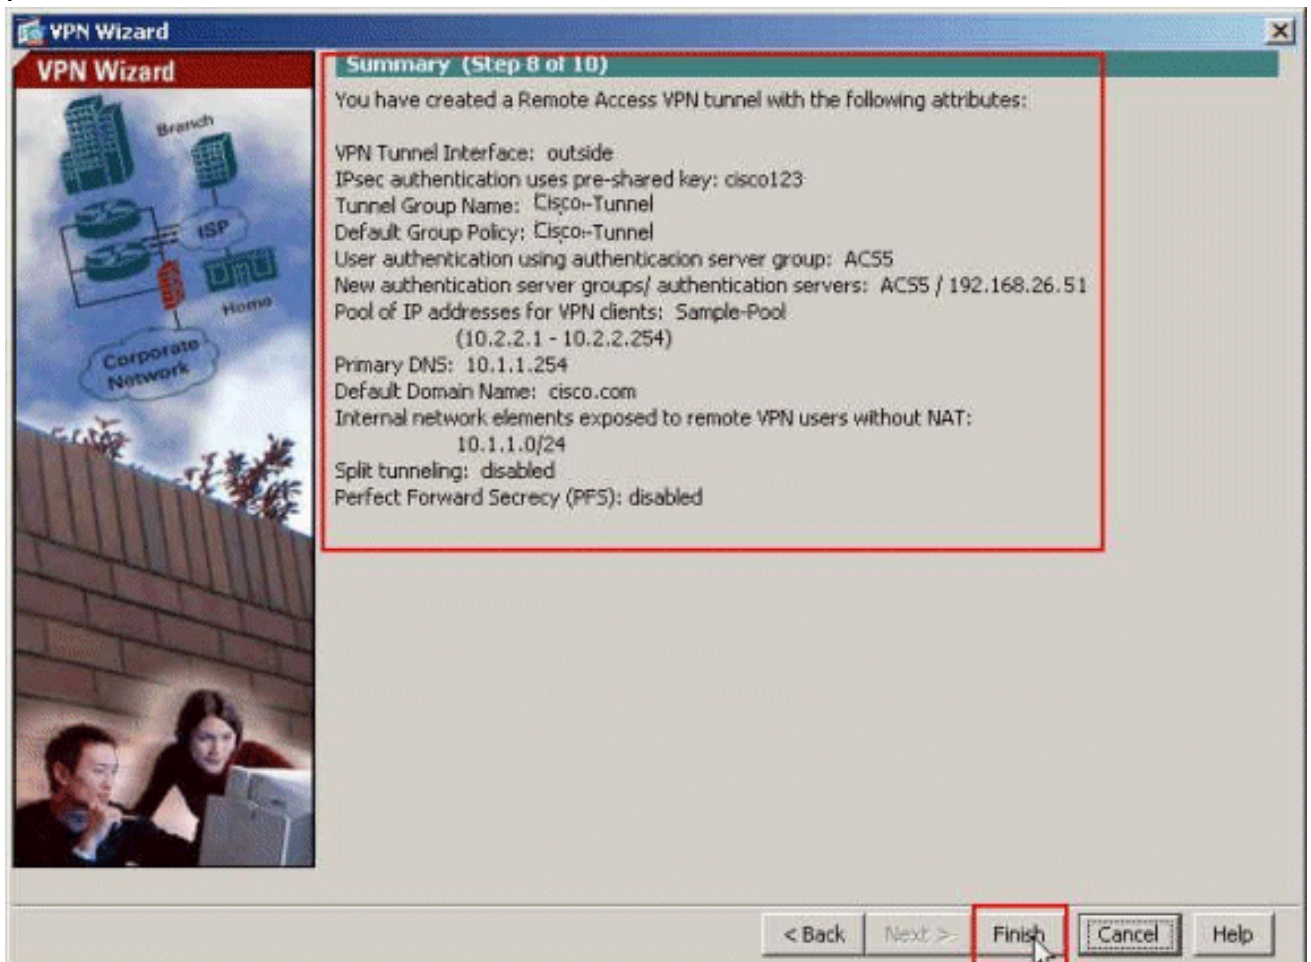 VPN Wizard
VPN Wizard
Branch
ISP
Home
Corporate
Network
Summary (Step 8 of 10)
You have created a Remote Access VPN tunnel with the following attributes:
VPN Tunnel Interface: outside
IPsec authentication uses pre-shared key: cisco123
Tunnel Group Name: Cisco-Tunnel
Default Group Policy: Cisco-Tunnel
User authentication using authentication server group: ACS5
New authentication server groups/ authentication servers: ACS5 / 192.168.26.51
Pool of IP addresses for VPN clients: Sample-Pool
(10.2.2.1 - 10.2.2.254)
Primary DNS: 10.1.1.254
Default Domain Name: cisco.com
Internal network elements exposed to remote VPN users without NAT:
10.1.1.0/24
Split tunneling: disabled
Perfect Forward Secrecy (PFS): disabled
< Back
Next >
Finish
Cancel
Help